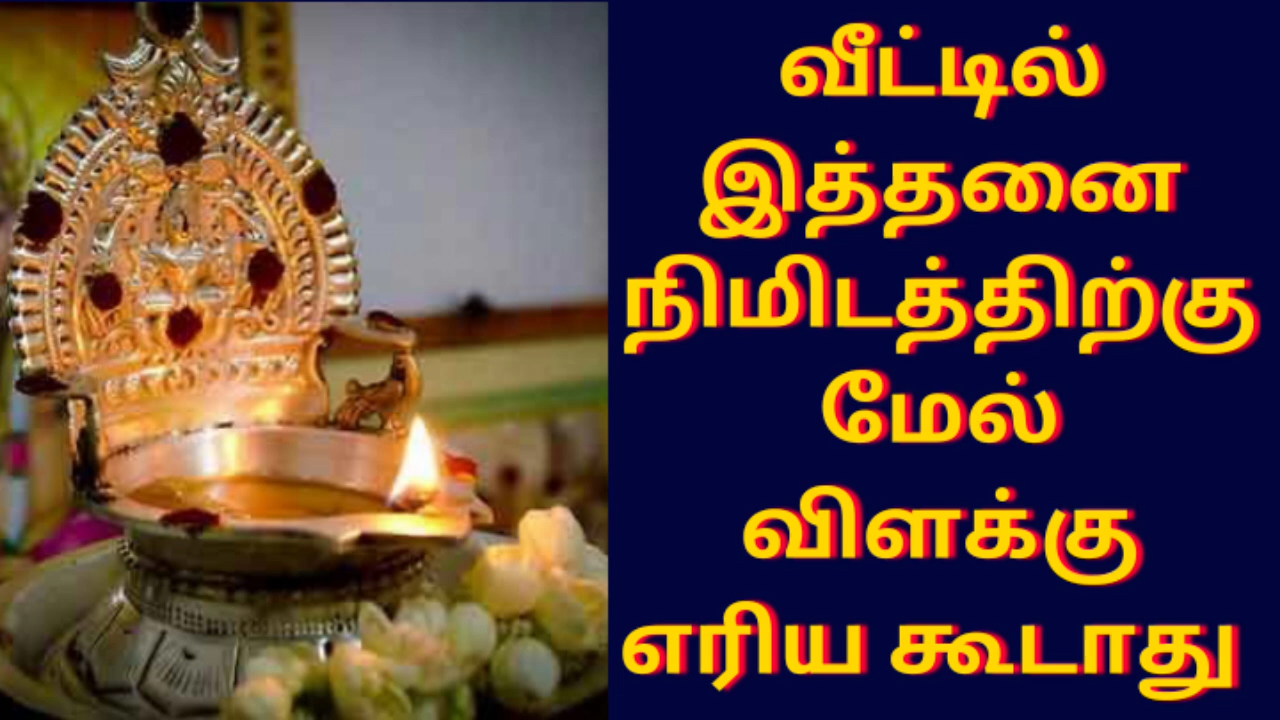 வீட்டில்
இத்தனை
நிமிடத்திற்கு
மேல்
விளக்கு
எரிய கூடாது